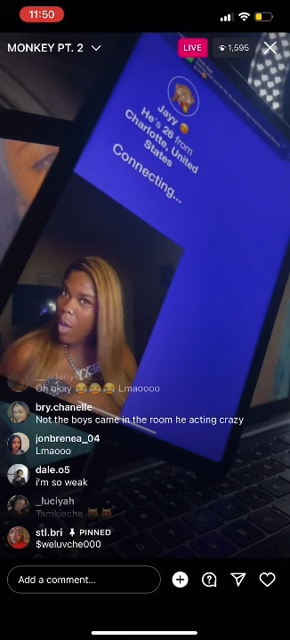 11:50
MONKEY PT. 2
LIVE
1,595
Jayy
He's 26 from
Charlotte, United
States
Connecting...
Oh okay 😂😂😂 Lmaoooo
bry.chanelle
Not the boys came in the room he acting crazy
jonbrenea_04
Lmaooo
dale.o5
i'm so weak
_luciyah
stl.bri PINNED
$weluvche000
Add a comment...